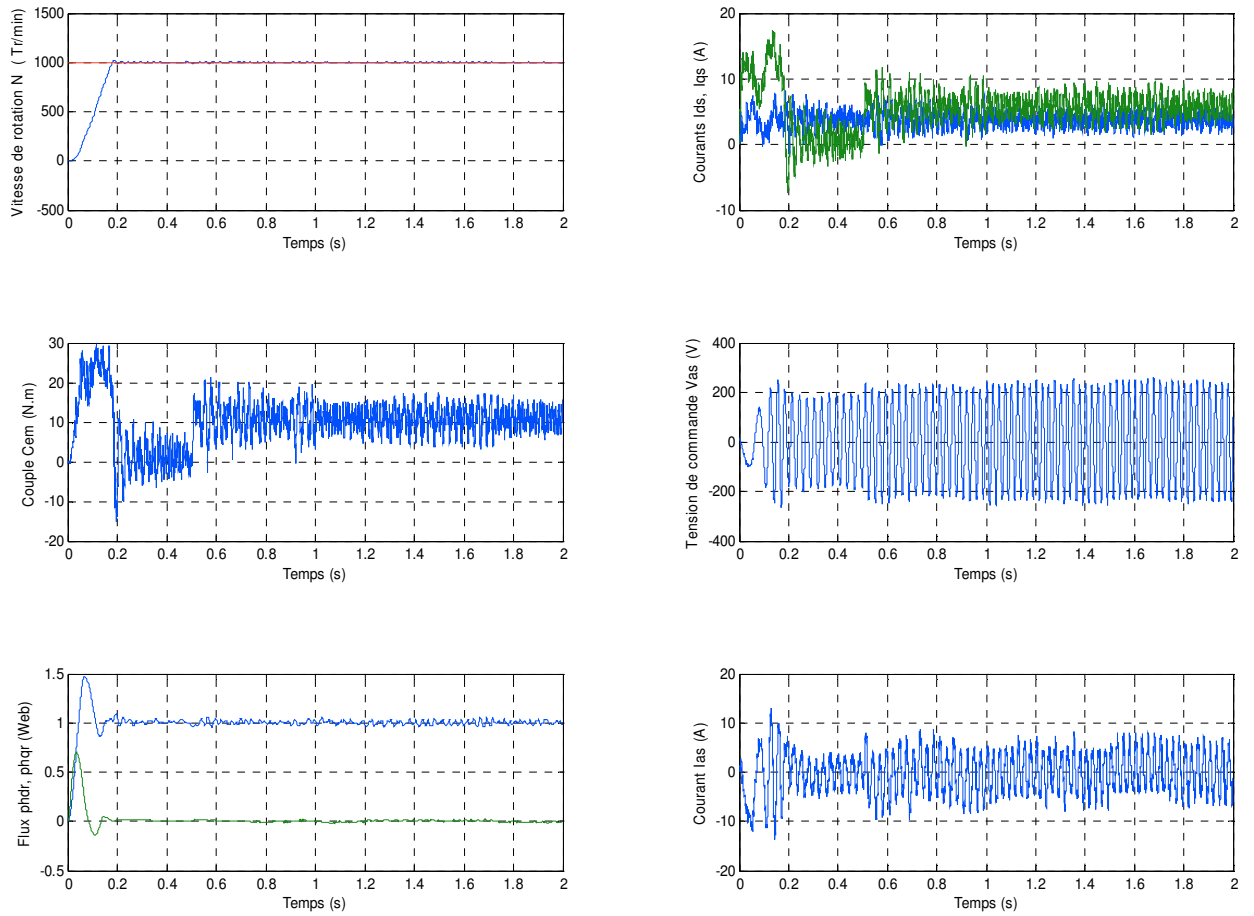 Vitesse de rotation N  ( Tr/min)
1500
1000
500
0
-500
0 0.2 0.4 0.6 0.8 1 1.2 1.4 1.6 1.8 2
Temps (s)
Courants Ids, Iqs (A)
20
10
0
10
0 0.2 0.4 0.6 0.8 1 1.2 1.4 1.6 1.8 2
Temps (s)
Couple Cem (N.m)
30
20
10
0
-10
-20
0 0.2 0.4 0.6 0.8 1 1.2 1.4 1.6 1.8 2
Temps (s)
Tension de commande Vas (V)
400
200
0
-200
-400
0 0.2 0.4 0.6 0.8 1 1.2 1.4 1.6 1.8 2
Temps (s)
Flux phdr, phqr (Web)
1.5
1
0.5
0
-0.5
0 0.2 0.4 0.6 0.8 1 1.2 1.4 1.6 1.8 2
Temps (s)
Courant Ias (A)
20
10
0
-10
-20
0 0.2 0.4 0.6 0.8 1 1.2 1.4 1.6 1.8 2
Temps (s)